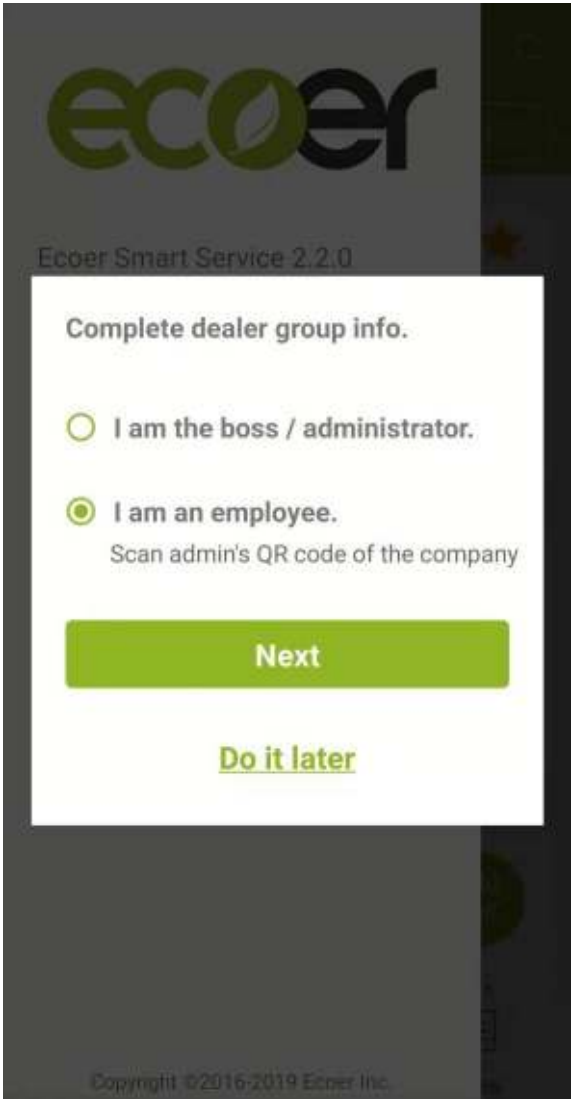 ecoer
Ecoer Smart Service 2.2.0
Complete dealer group info.
I am the boss / administrator.
I am an employee.
Scan admin's QR code of the company
Next
Do it later
Copyright ©2016-2019 Ecoer Inc.